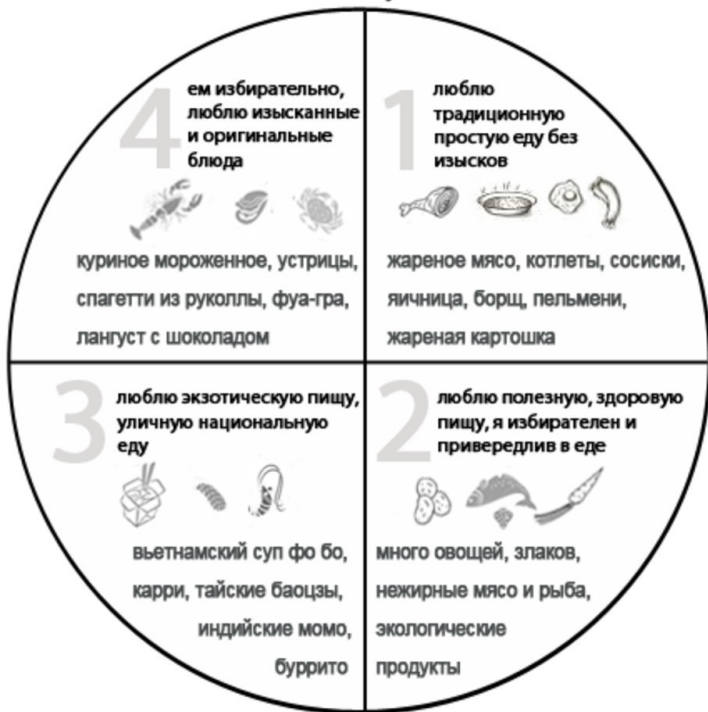 4
ем избирательно,
люблю изысканные
и оригинальные
блюда
куриное мороженное, устрицы,
спагетти из руколлы, фуа-гра,
лангуст с шоколадом
1
люблю
традиционную
простую еду без
изысков
жареное мясо, котлеты, сосиски,
яичница, борщ, пельмени,
жареная картошка
3
люблю экзотическую пищу,
уличную национальную
еду
вьетнамский суп фо бо,
карри, тайские баоцзы,
индийские момо,
буррито
2
люблю полезную, здоровую
пищу, я избирателен и
привередлив в еде
много овощей, злаков,
нежирные мясо и рыба,
экологические
продукты